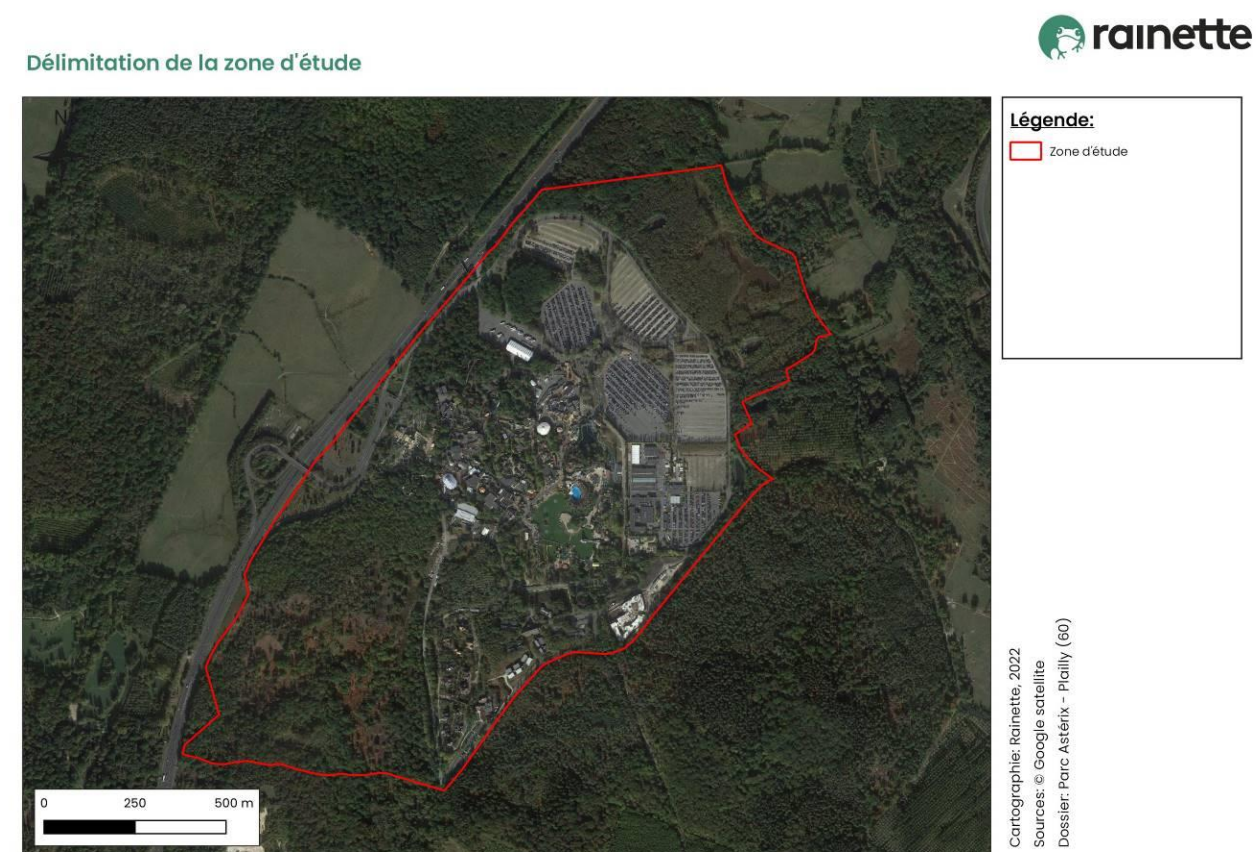 rainette
Délimitation de la zone d'étude
N
Légende:
Zone d'étude
0 250 500 m
Cartographie: Rainette, 2022
Sources: © Google satellite
Dossier: Parc Astérix - Plailly (60)